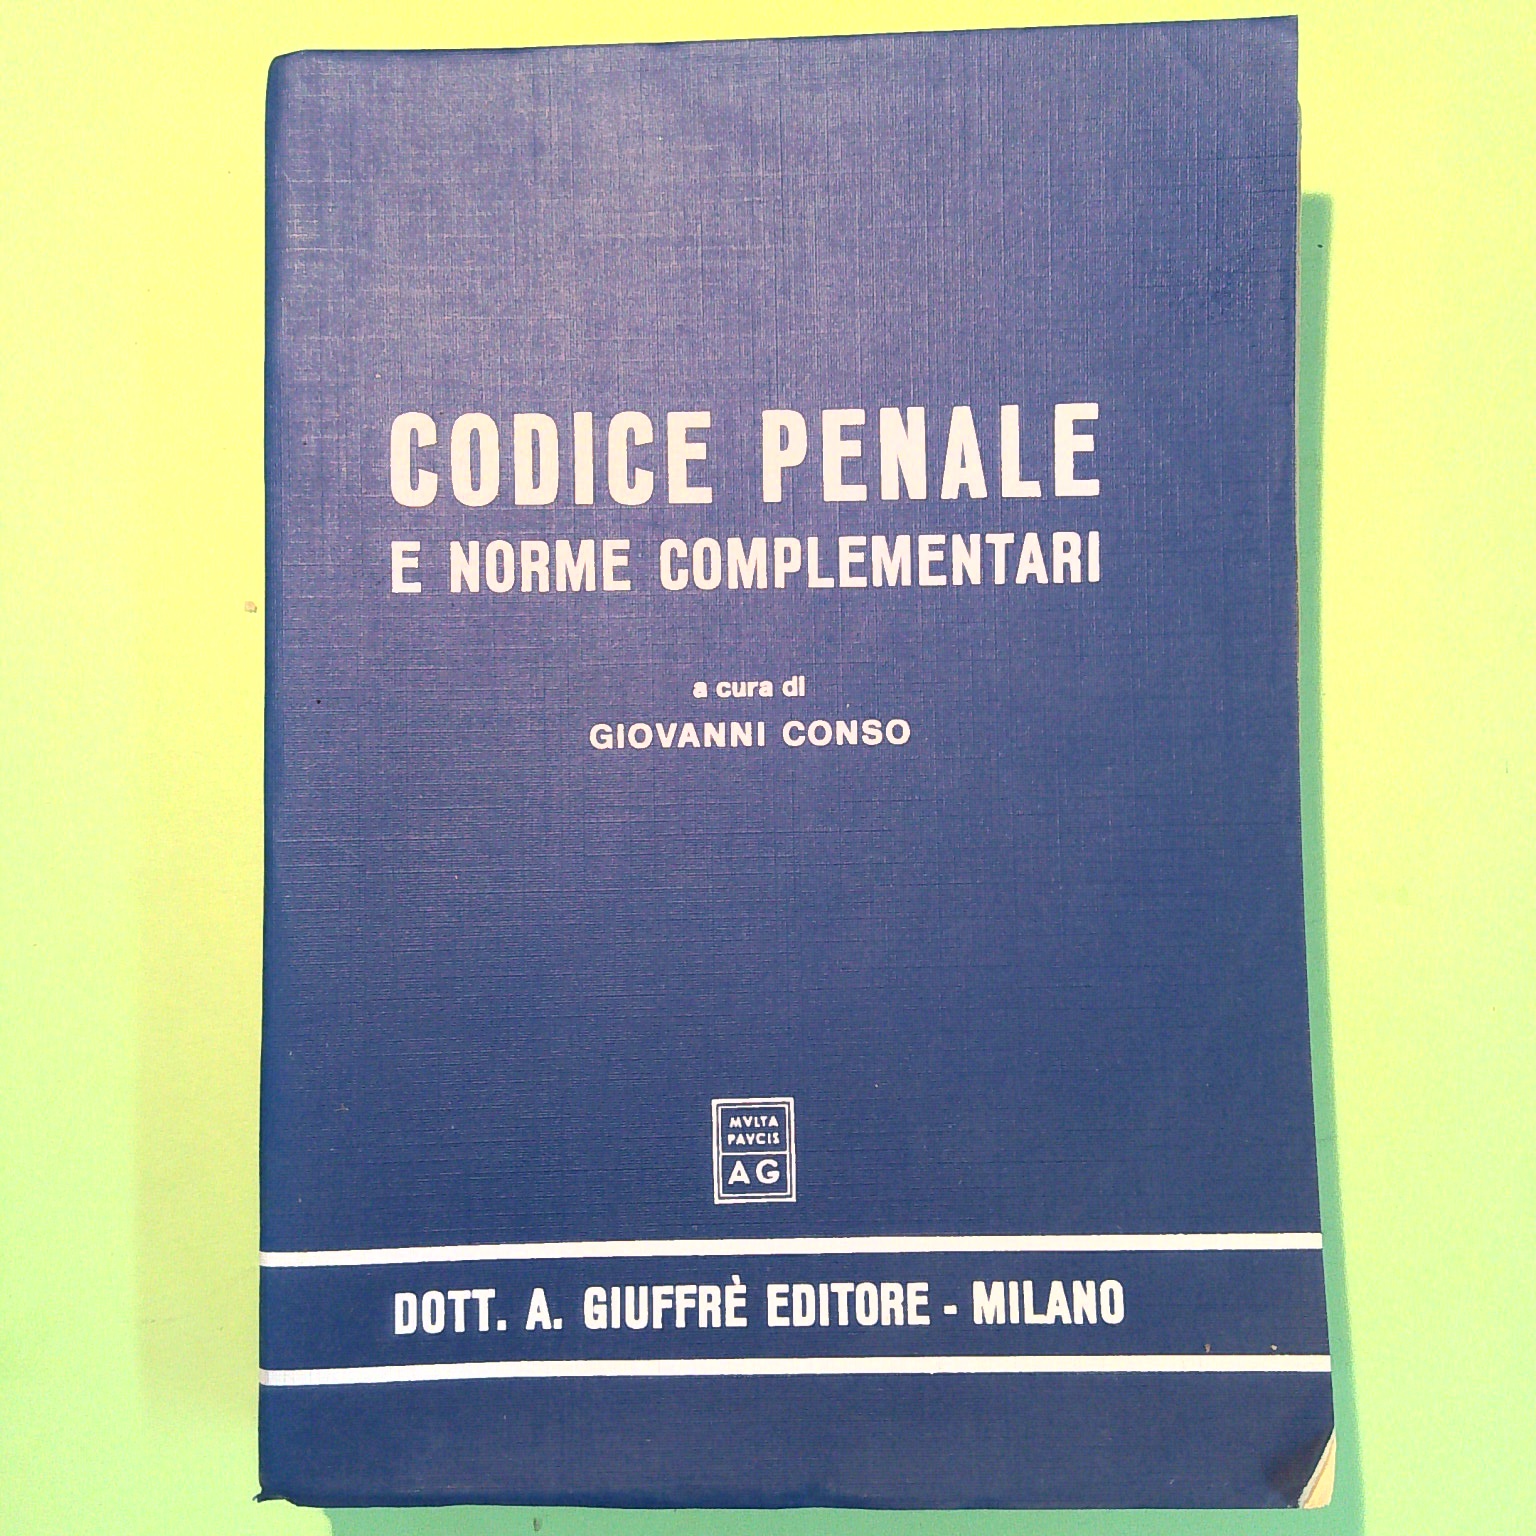 CODICE PENALE
E NORME COMPLEMENTARI
a cura di
GIOVANNI CONSO
MVLTA
PAVCIS
AG
DOTT. A. GIUFFRÈ EDITORE - MILANO